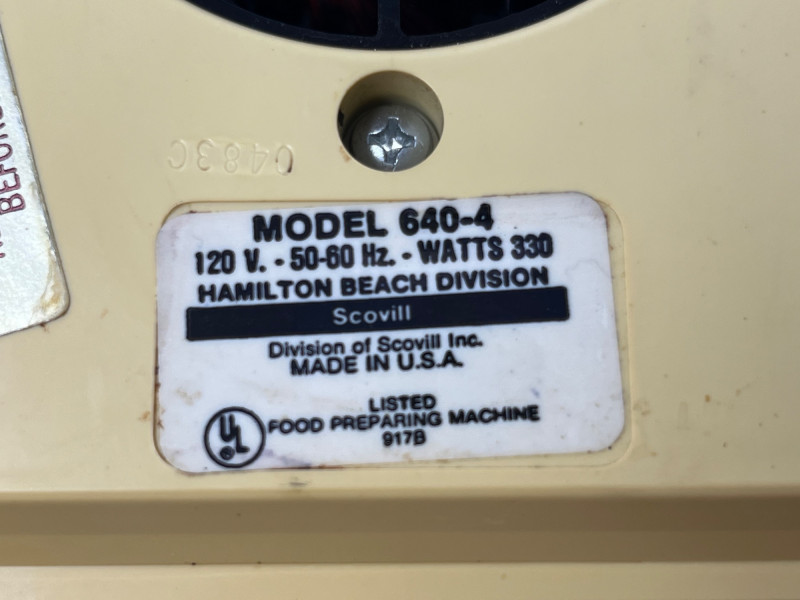 BEFORE
0483C
MODEL 640-4
120 V. - 50-60 Hz. - WATTS 330
HAMILTON BEACH DIVISION
Scovill
Division of Scovill Inc.
MADE IN U.S.A.
LISTED
UL ® FOOD PREPARING MACHINE
917B